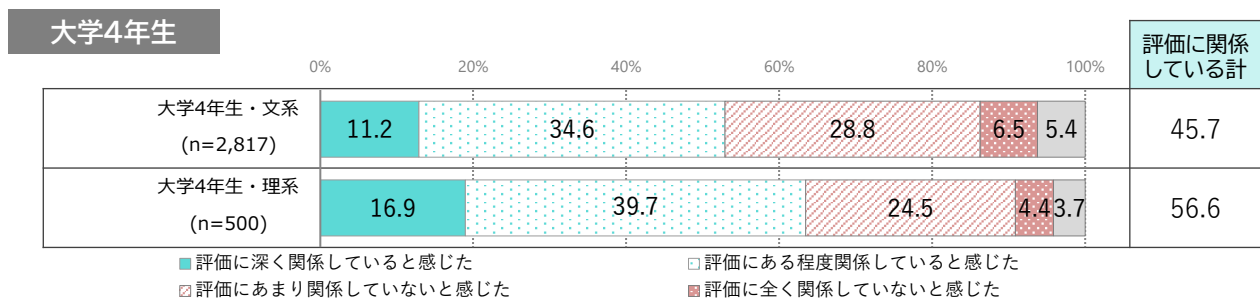 大学4年生
評価に関係
している計
0% 20% 40% 60% 80% 100%
大学4年生・文系
(n=2,817)
11.2 34.6 28.8 6.5 5.4 45.7
大学4年生・理系
(n=500)
16.9 39.7 24.5 4.4 3.7 56.6
評価に深く関係していると感じた 評価にある程度関係していると感じた
評価にあまり関係していないと感じた 評価に全く関係していないと感じた